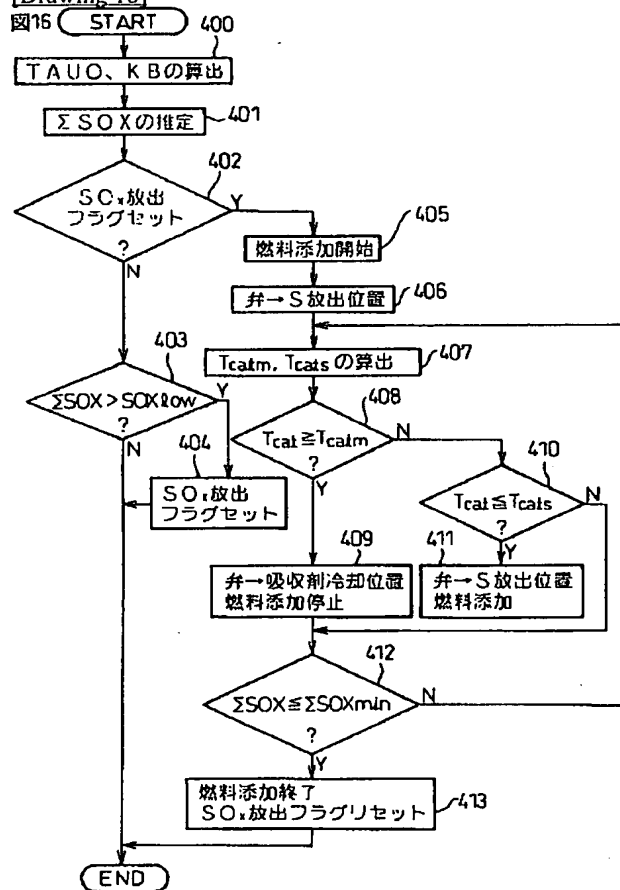 [Drawing 16]
図16
START
400
TAUO、KBの算出
ΣSOXの推定
401
402
SOx放出
フラグセット
?
Y
N
405
燃料添加開始
弁→S放出位置
406
Tcatm, Tcatsの算出
407
403
ΣSOX>SOXlow
?
Y
N
404
SOx放出
フラグセット
408
Tcat≧Tcatm
?
N
Y
410
Tcat≦Tcats
?
N
Y
409
弁→吸収剤冷却位置
燃料添加停止
411
弁→S放出位置
燃料添加
412
ΣSOX≦ΣSOXmin
?
N
Y
燃料添加終了
SOx放出フラグリセット
413
END